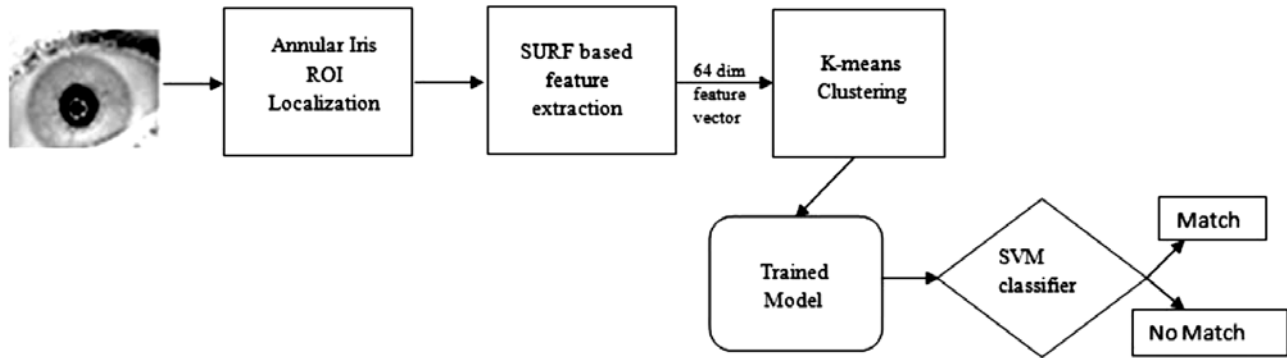 Annular Iris
ROI
Localization
SURF based
feature
extraction
64 dim
feature
vector
K-means
Clustering
Trained
Model
SVM
classifier
Match
No Match